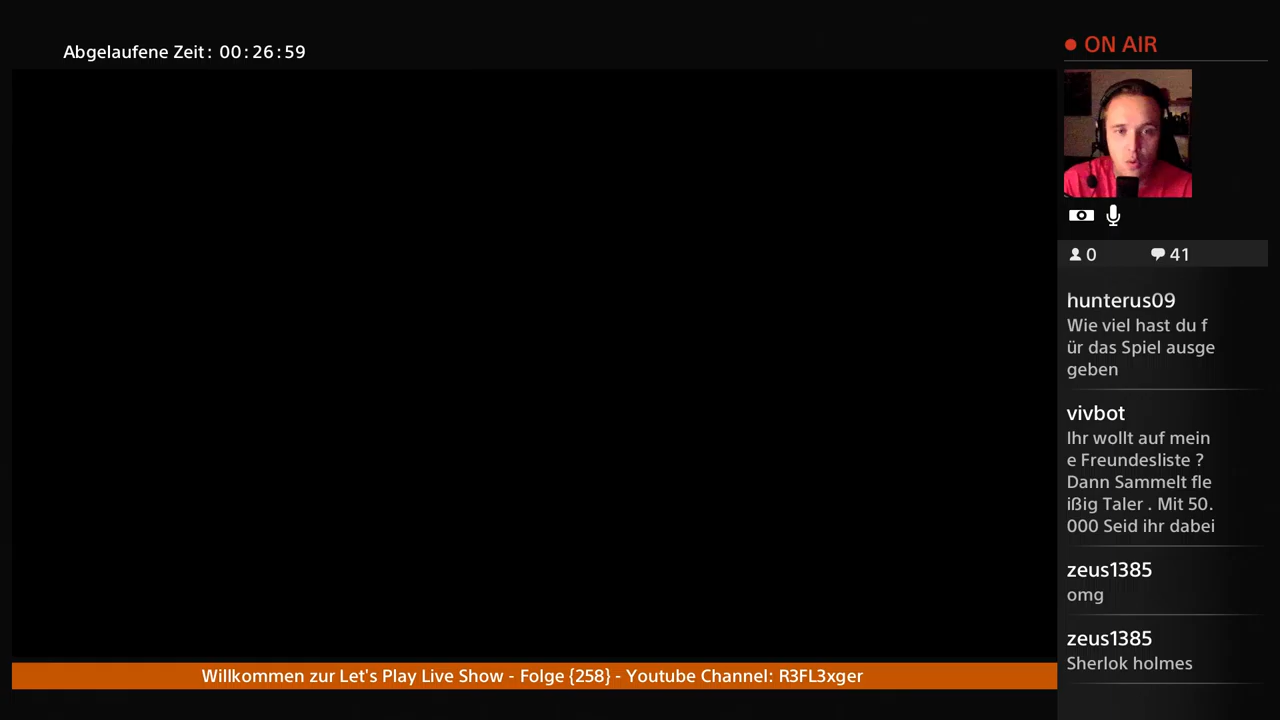 Abgelaufene Zeit: 00:26:59
ON AIR
0 41
hunterus09
Wie viel hast du f
ür das Spiel ausge
geben
vivbot
Ihr wollt auf mein
e Freundesliste ?
Dann Sammelt fle
ißig Taler . Mit 50.
000 Seid ihr dabei
zeus1385
omg
zeus1385
Sherlok holmes
Willkommen zur Let's Play Live Show - Folge {258} - Youtube Channel: R3FL3xger